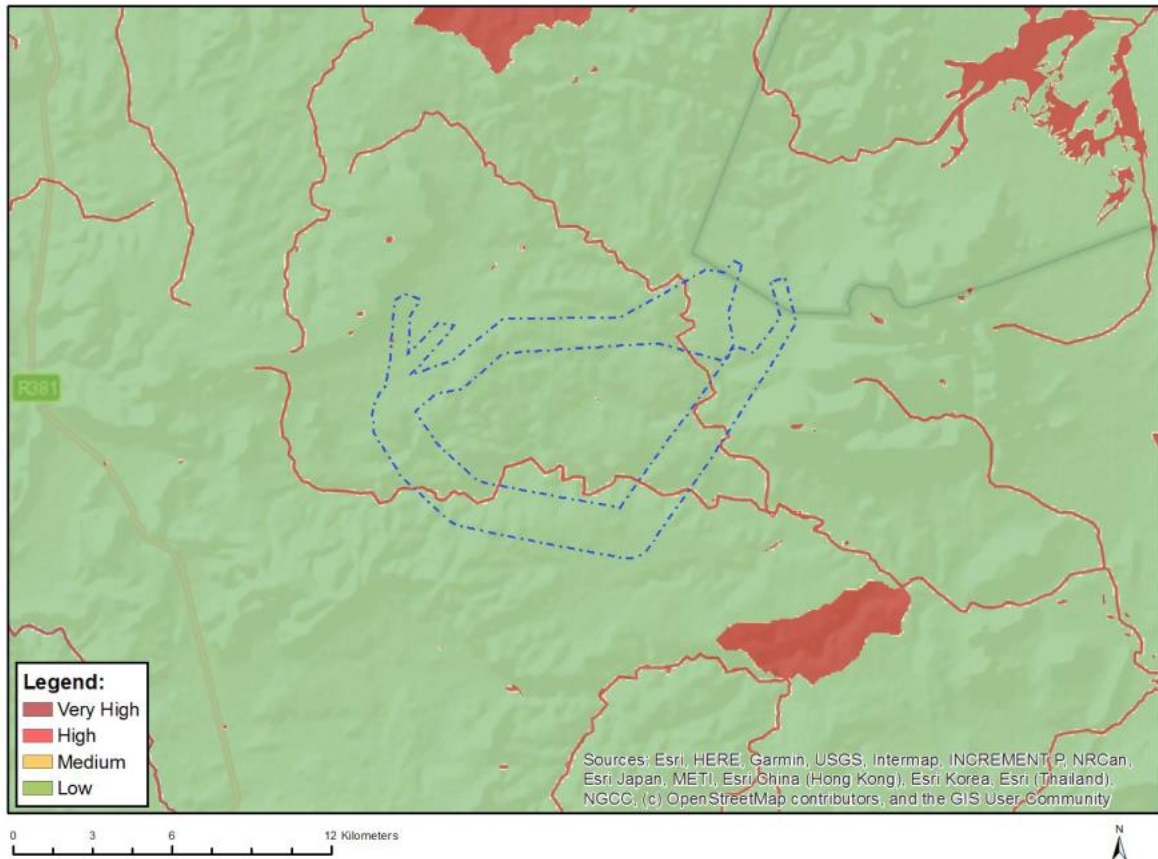 R381
Legend:
Very High
High
Medium
Low
Sources: Esri, HERE, Garmin, USGS, Intermap, INCREMENT P, NRCan,
Esri Japan, METI, Esri China (Hong Kong), Esri Korea, Esri (Thailand),
NGCC, (c) OpenStreetMap contributors, and the GIS User Community
0 3 6 12 Kilometers
N